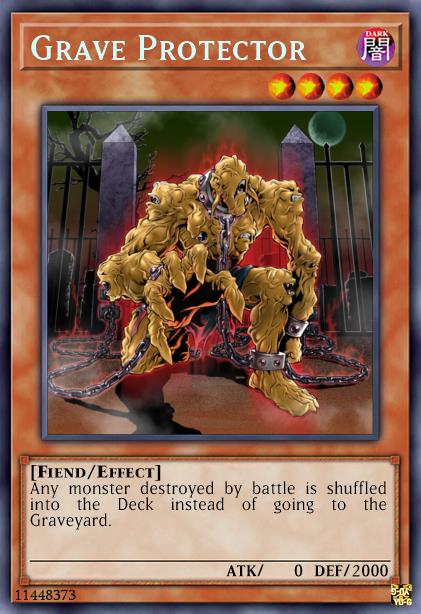 GRAVE PROTECTOR
DARK
闇
[FIEND/EFFECT]
Any monster destroyed by battle is shuffled
into the Deck instead of going to the
Graveyard.
ATK/ 0 DEF/2000
11448373